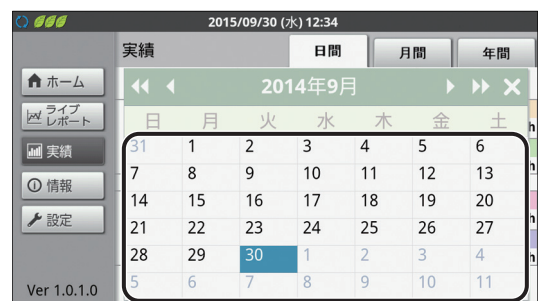 2015/09/30 (水) 12:34
実績
日間
月間
年間
ホーム
ライブ
レポート
実績
情報
設定
Ver 1.0.1.0
2014年9月
日 月 火 水 木 金 土
31 1 2 3 4 5 6
7 8 9 10 11 12 13
14 15 16 17 18 19 20
21 22 23 24 25 26 27
28 29 30 1 2 3 4
5 6 7 8 9 10 11
h
h
h
h